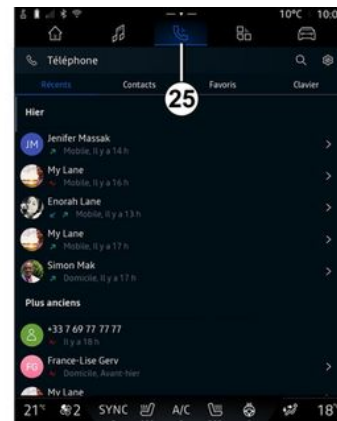 10°C 10:0
Téléphone
Récents Contacts Favoris Clavier
25
Hier
JM Jenifer Massak
Mobile, Il y a 14 h
My Lane
Mobile, Il y a 16 h
Enorah Lane
Mobile, Il y a 13 h
My Lane
Mobile, Il y a 17 h
Simon Mak
Domicile, Il y a 17 h
Plus anciens
+33 7 69 77 77 77
Il y a 18 h
FG France-Lise Gerv
Domicile, Avant-hier
My Lane
21° 2 SYNC A/C 18°